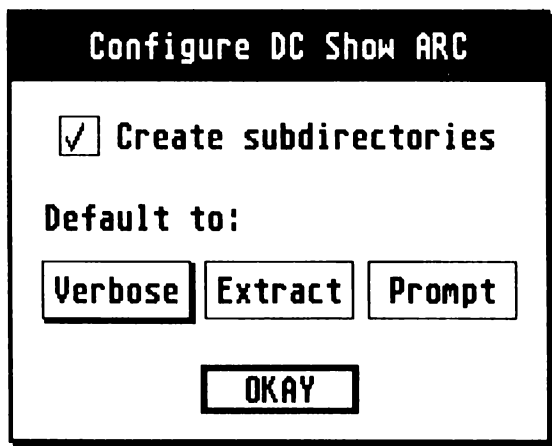 Configure DC Show ARC
Create subdirectories
Default to:
Verbose Extract Prompt
OKAY